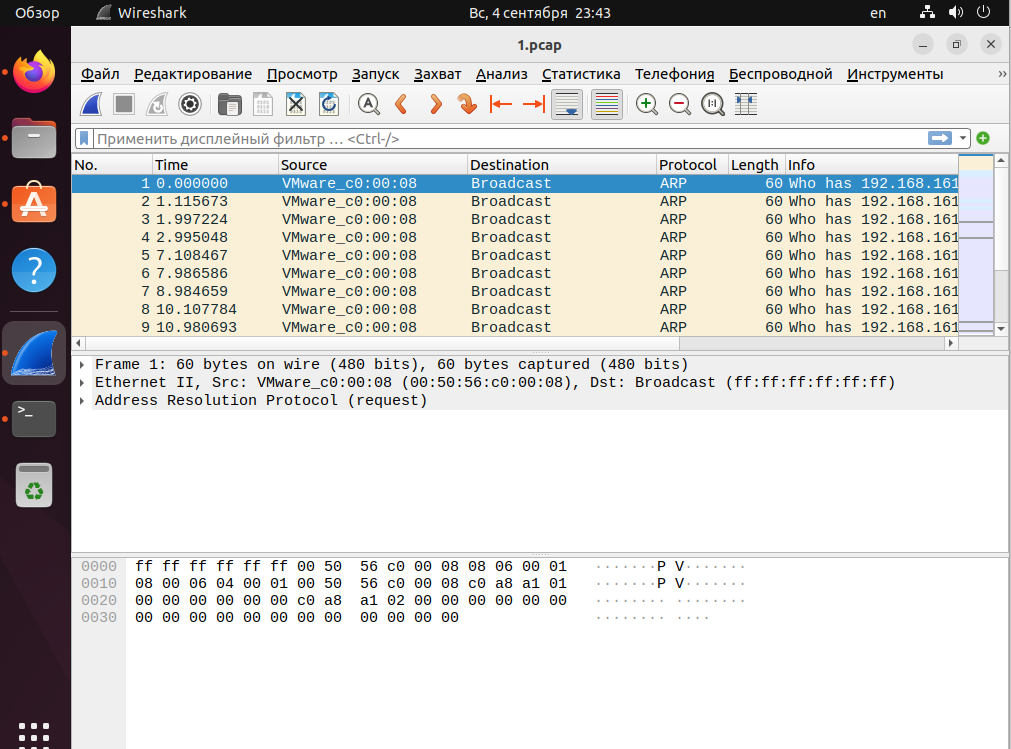 Обзор Wireshark Вс, 4 сентября 23:43 en
1.pcap
Файл Редактирование Просмотр Запуск Захват Анализ Статистика Телефония Беспроводной Инструменты »
Применить дисплейный фильтр … <Ctrl-/>
No. Time Source Destination Protocol Length Info
1 0.000000 VMware_c0:00:08 Broadcast ARP 60 Who has 192.168.161
2 1.115673 VMware_c0:00:08 Broadcast ARP 60 Who has 192.168.161
3 1.997224 VMware_c0:00:08 Broadcast ARP 60 Who has 192.168.161
4 2.995048 VMware_c0:00:08 Broadcast ARP 60 Who has 192.168.161
5 7.108467 VMware_c0:00:08 Broadcast ARP 60 Who has 192.168.161
6 7.986586 VMware_c0:00:08 Broadcast ARP 60 Who has 192.168.161
7 8.984659 VMware_c0:00:08 Broadcast ARP 60 Who has 192.168.161
8 10.107784 VMware_c0:00:08 Broadcast ARP 60 Who has 192.168.161
9 10.980693 VMware_c0:00:08 Broadcast ARP 60 Who has 192.168.161
Frame 1: 60 bytes on wire (480 bits), 60 bytes captured (480 bits)
Ethernet II, Src: VMware_c0:00:08 (00:50:56:c0:00:08), Dst: Broadcast (ff:ff:ff:ff:ff:ff)
Address Resolution Protocol (request)
0000 ff ff ff ff ff ff 00 50 56 c0 00 08 08 06 00 01 ·······P V·······
0010 08 00 06 04 00 01 00 50 56 c0 00 08 c0 a8 a1 01 ·······P V·······
0020 00 00 00 00 00 00 c0 a8 a1 02 00 00 00 00 00 00 ········ ········
0030 00 00 00 00 00 00 00 00 00 00 00 00 ········ ····